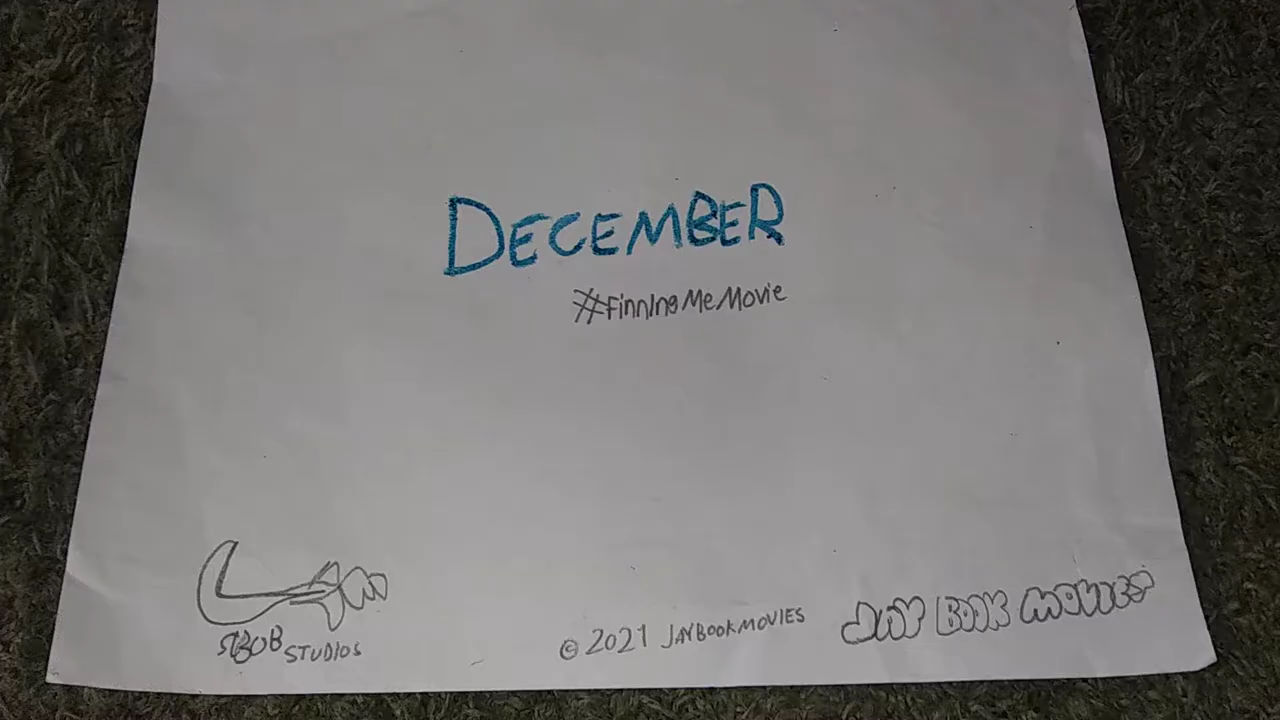 DECEMBER
#FinningMeMovie
STUDIOS
© 2021 JAYBOOKMOVIES
JAY BOOK MOVIES